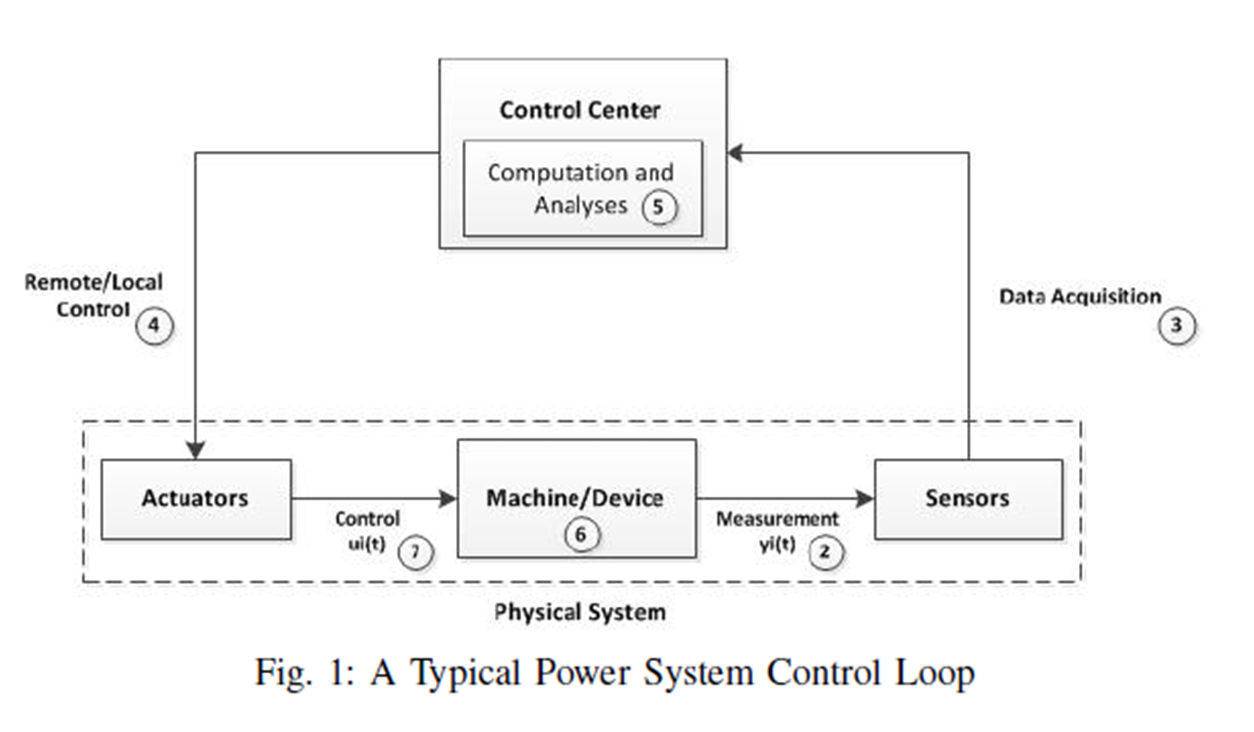 Control Center
Computation and
Analyses 5
Remote/Local
Control 4
Data Acquisition
3
Actuators
Control
ui(t) 7
Machine/Device
6
Measurement
yi(t) 2
Sensors
Physical System
Fig. 1: A Typical Power System Control Loop